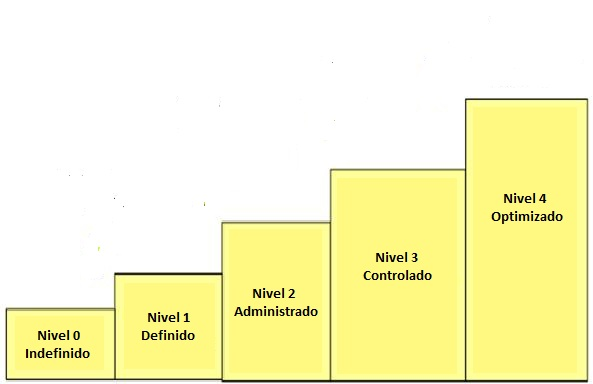 Nivel 0
Indefinido
Nivel 1
Definido
Nivel 2
Administrado
Nivel 3
Controlado
Nivel 4
Optimizado